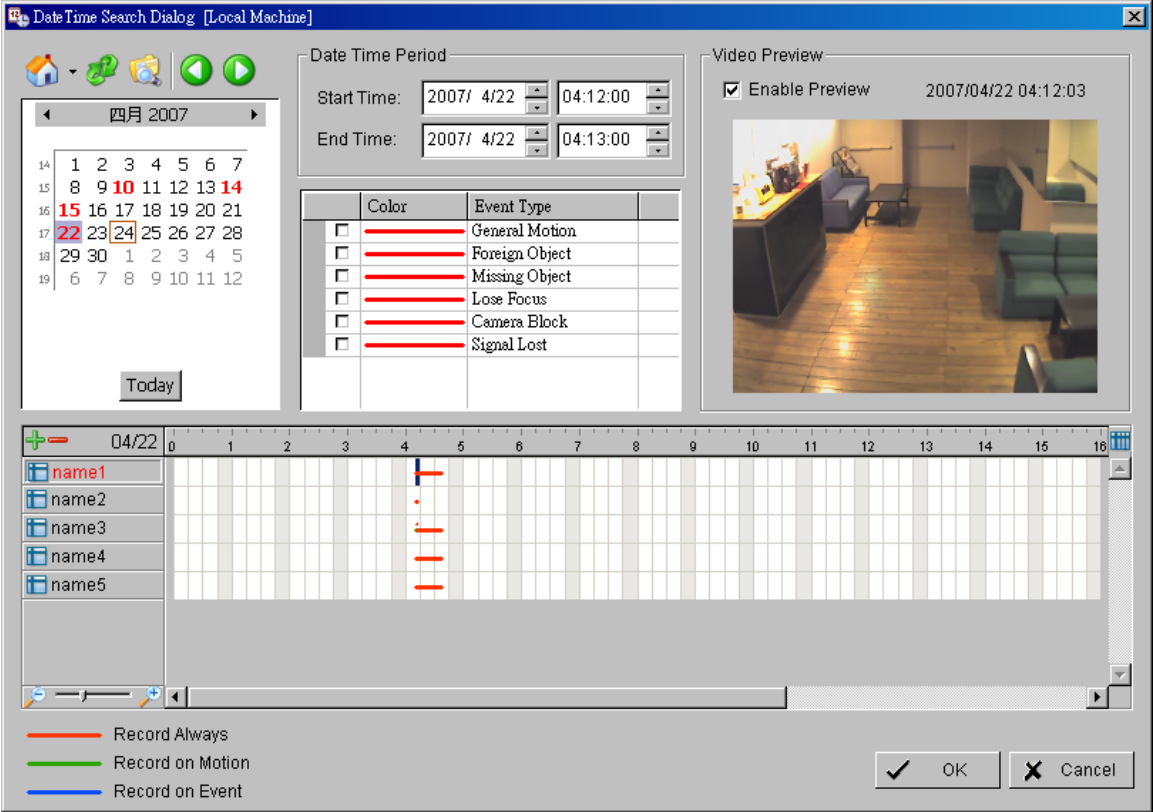 DateTime Search Dialog [Local Machine]
四月 2007
14 1 2 3 4 5 6 7
15 8 9 10 11 12 13 14
16 15 16 17 18 19 20 21
17 22 23 24 25 26 27 28
18 29 30 1 2 3 4 5
19 6 7 8 9 10 11 12
Today
Date Time Period
Start Time: 2007/ 4/22 04:12:00
End Time: 2007/ 4/22 04:13:00
Color Event Type
General Motion
Foreign Object
Missing Object
Lose Focus
Camera Block
Signal Lost
Video Preview
Enable Preview 2007/04/22 04:12:03
04/22 0 1 2 3 4 5 6 7 8 9 10 11 12 13 14 15 16
name1
name2
name3
name4
name5
Record Always
Record on Motion
Record on Event
OK Cancel